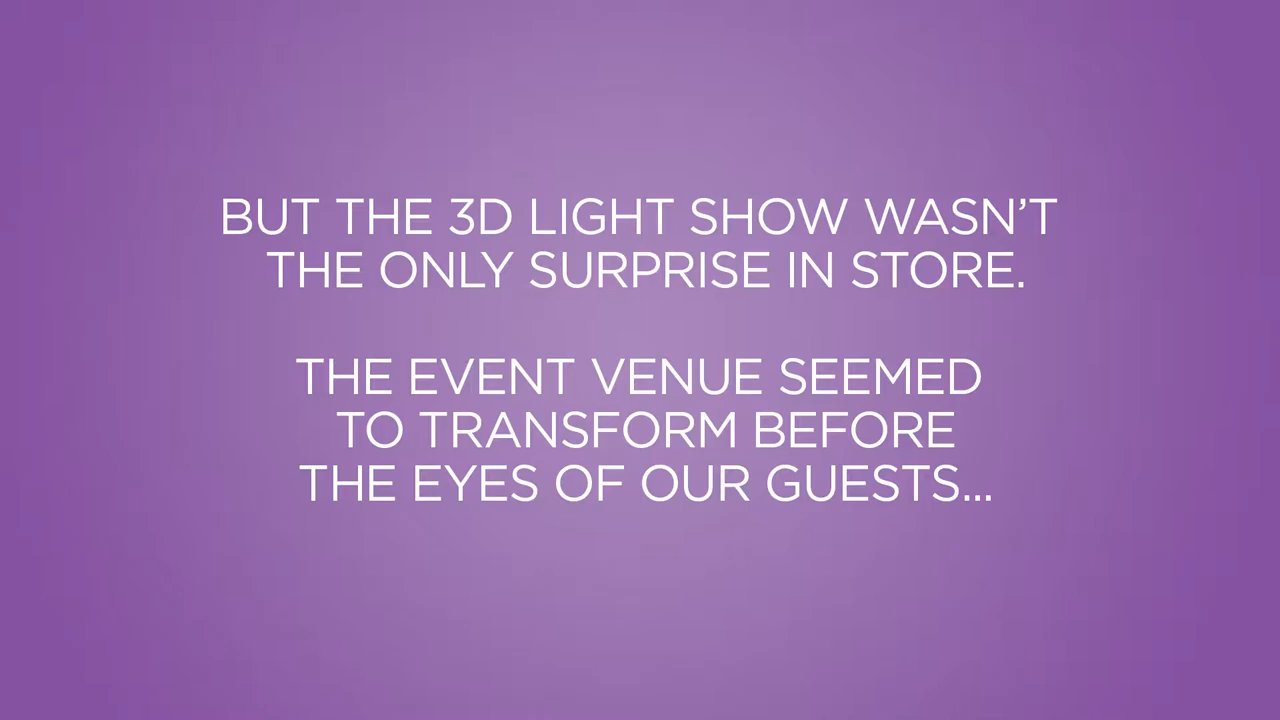 BUT THE 3D LIGHT SHOW WASN’T
THE ONLY SURPRISE IN STORE.
THE EVENT VENUE SEEMED
TO TRANSFORM BEFORE
THE EYES OF OUR GUESTS...